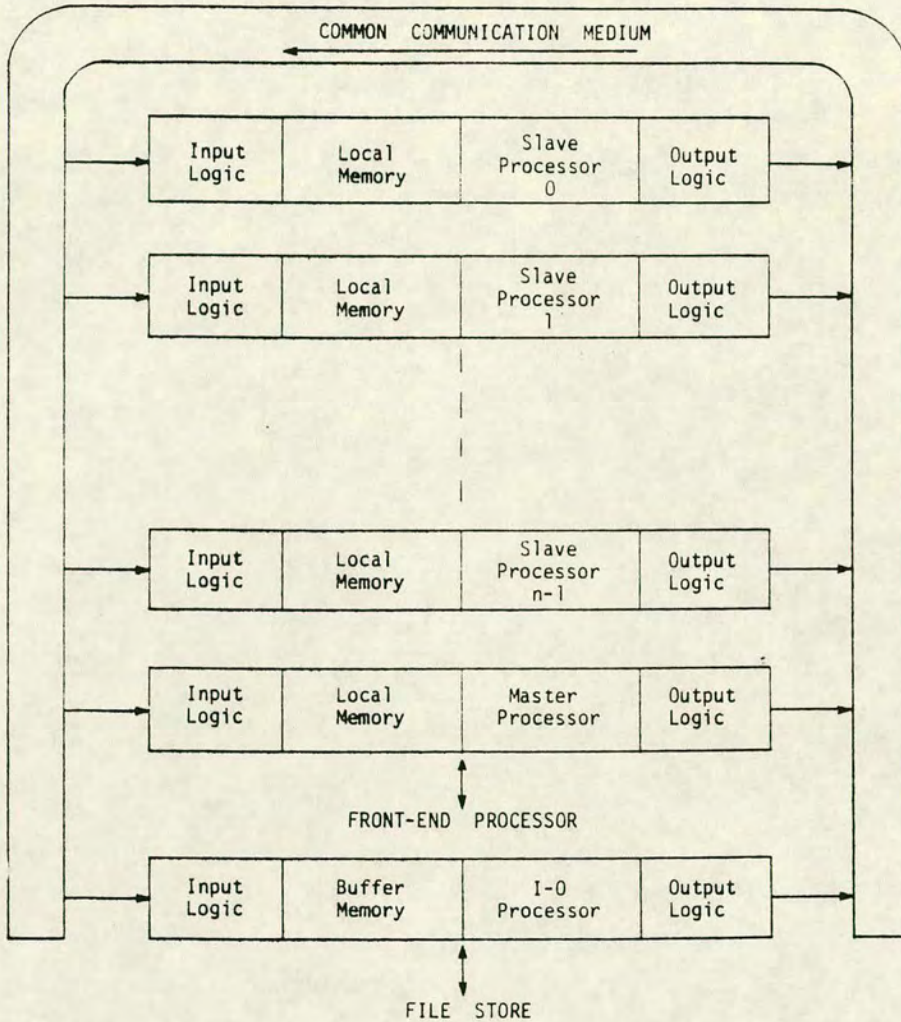 COMMON COMMUNICATION MEDIUM
Input Logic
Local Memory
Slave Processor 0
Output Logic
Input Logic
Local Memory
Slave Processor 1
Output Logic
Input Logic
Local Memory
Slave Processor n-1
Output Logic
Input Logic
Local Memory
Master Processor
Output Logic
FRONT-END PROCESSOR
Input Logic
Buffer Memory
I-O Processor
Output Logic
FILE STORE